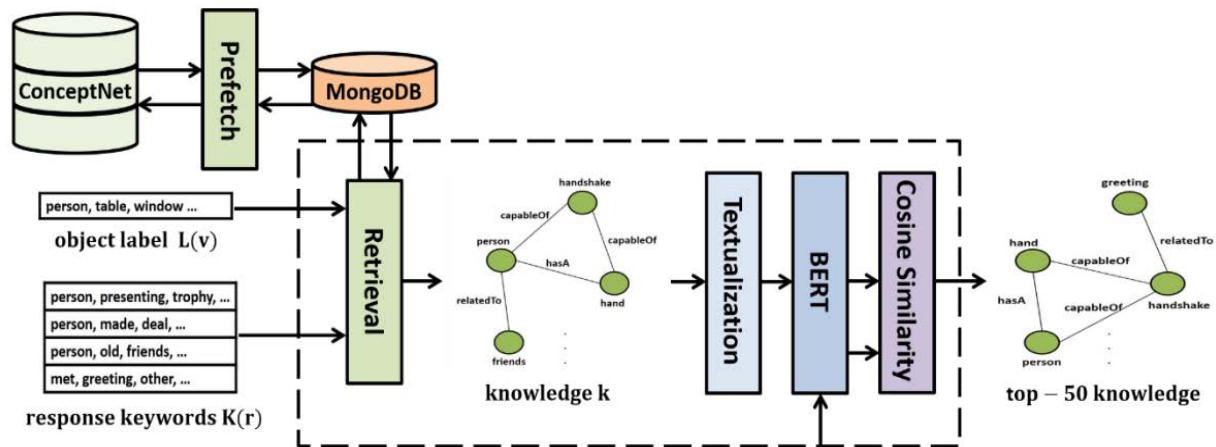 ConceptNet
Prefetch
MongoDB
person, table, window ...
object label L(v)
person, presenting, trophy, ...
person, made, deal, ...
person, old, friends, ...
met, greeting, other, ...
response keywords K(r)
Retrieval
handshake
capableOf
person
capableOf
hasA
hand
relatedTo
friends
knowledge k
Textualization
BERT
Cosine Similarity
greeting
relatedTo
hand
capableOf
handshake
hasA
capableOf
person
top − 50 knowledge